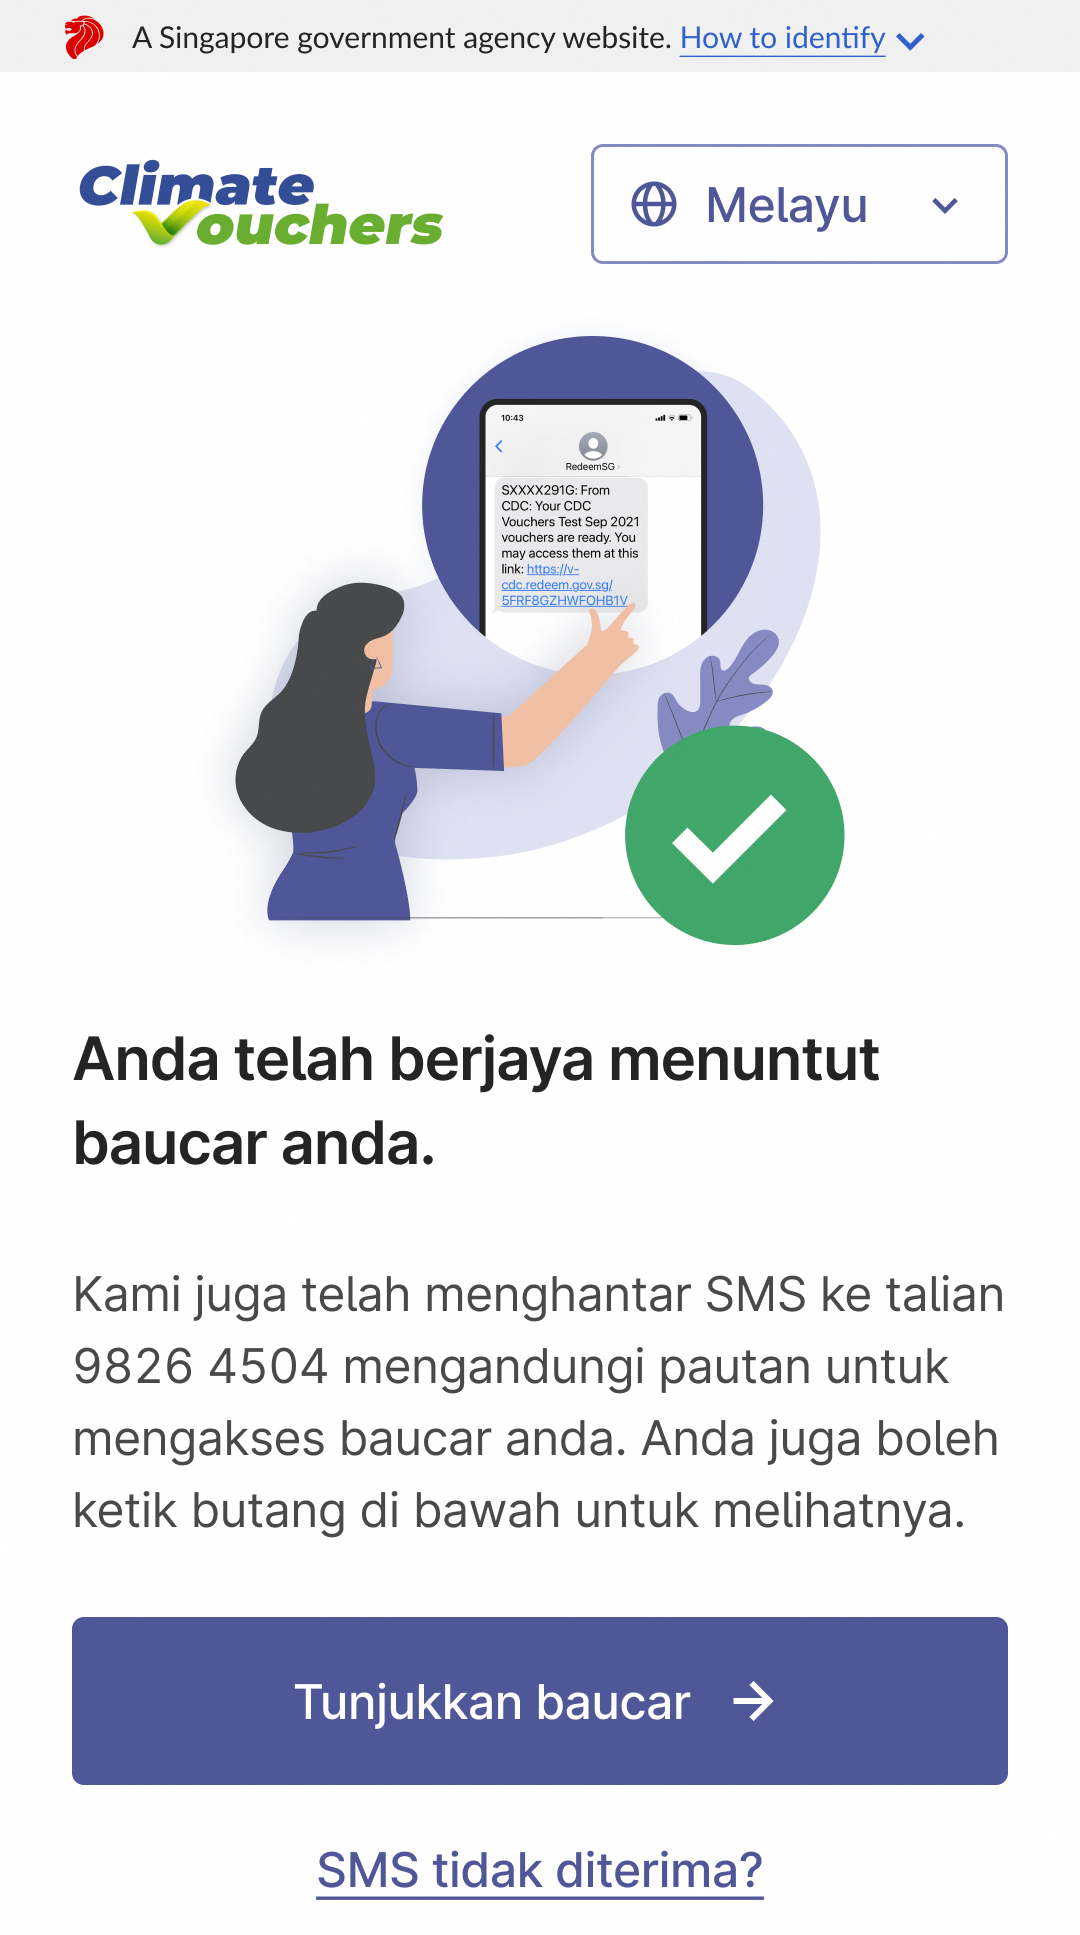 A Singapore government agency website. How to identify
Climate
Vouchers
Melayu
10:43
RedeemSG
SXXXX291G: From
CDC: Your CDC
Vouchers Test Sep 2021
vouchers are ready. You
may access them at this
link: https://v-
cdc.redeem.gov.sg/
5FRF8GZHWFOHB1V
Anda telah berjaya menuntut
baucar anda.
Kami juga telah menghantar SMS ke talian
9826 4504 mengandungi pautan untuk
mengakses baucar anda. Anda juga boleh
ketik butang di bawah untuk melihatnya.
Tunjukkan baucar
SMS tidak diterima?